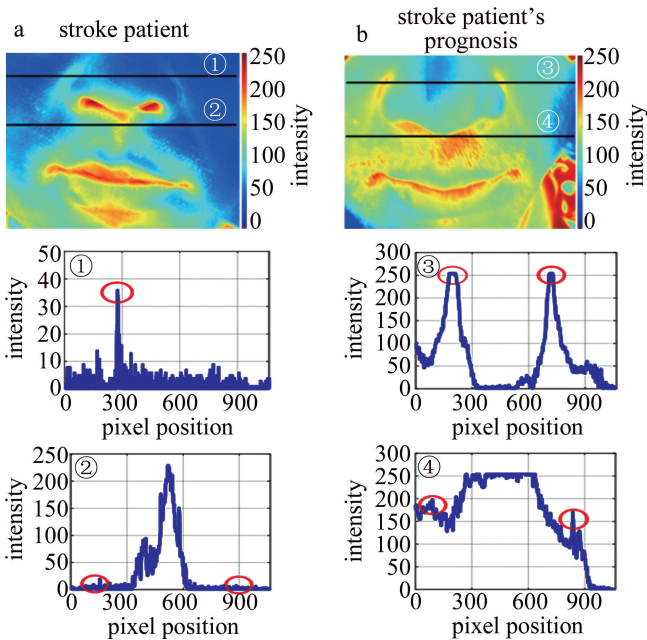 a
stroke patient
b
stroke patient's
prognosis
①
②
250
200
150
100
50
0
intensity
③
④
250
200
150
100
50
0
intensity
①
50
40
30
20
10
0
intensity
0 300 600 900
pixel position
③
300
250
200
150
100
50
0
intensity
0 300 600 900
pixel position
②
250
200
150
100
50
0
intensity
0 300 600 900
pixel position
④
300
250
200
150
100
50
0
intensity
0 300 600 900
pixel position